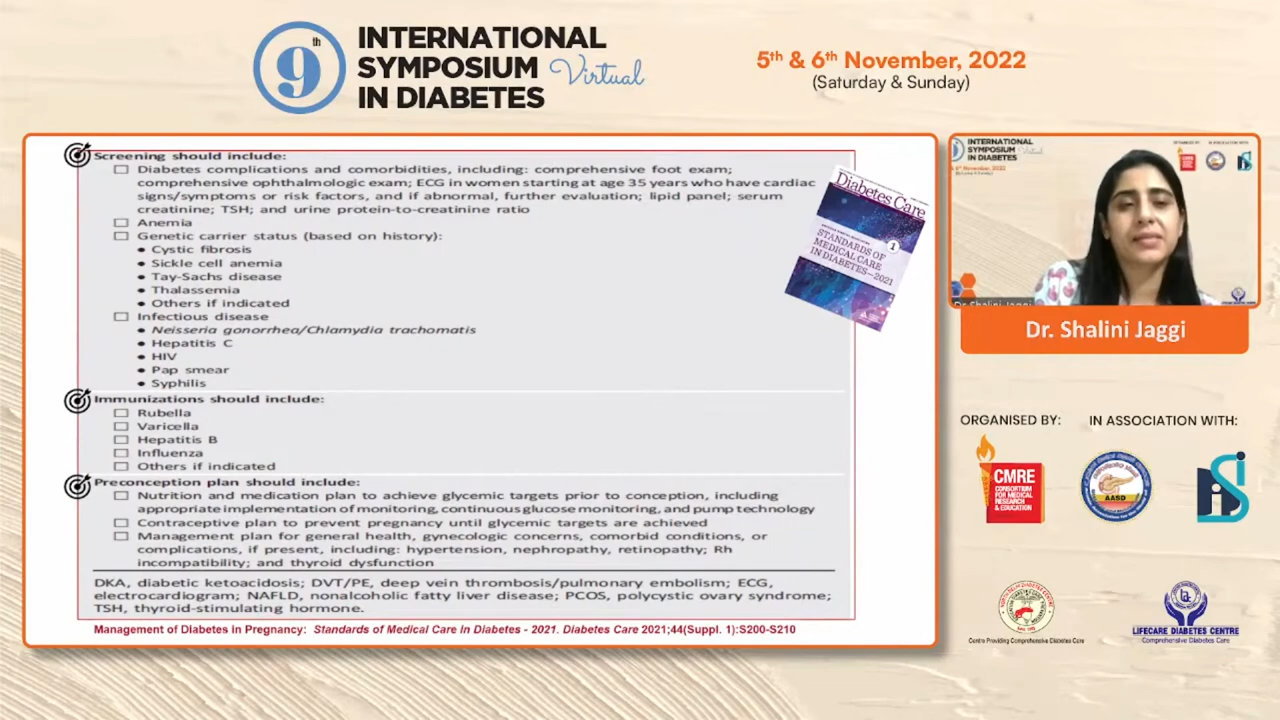 9th
INTERNATIONAL
SYMPOSIUM Virtual
IN DIABETES
5th & 6th November, 2022
(Saturday & Sunday)
Screening should include:
Diabetes complications and comorbidities, including: comprehensive foot exam;
comprehensive ophthalmologic exam; ECG in women starting at age 35 years who have cardiac
signs/symptoms or risk factors, and if abnormal, further evaluation; lipid panel; serum
creatinine; TSH; and urine protein-to-creatinine ratio
Anemia
Genetic carrier status (based on history):
• Cystic fibrosis
• Sickle cell anemia
• Tay-Sachs disease
• Thalassemia
• Others if indicated
Infectious disease
• Neisseria gonorrhea/Chlamydia trachomatis
• Hepatitis C
• HIV
• Pap smear
• Syphilis
Immunizations should include:
Rubella
Varicella
Hepatitis B
Influenza
Others if indicated
Preconception plan should include:
Nutrition and medication plan to achieve glycemic targets prior to conception, including
appropriate implementation of monitoring, continuous glucose monitoring, and pump technology
Contraceptive plan to prevent pregnancy until glycemic targets are achieved
Management plan for general health, gynecologic concerns, comorbid conditions, or
complications, if present, including: hypertension, nephropathy, retinopathy; Rh
incompatibility; and thyroid dysfunction
DKA, diabetic ketoacidosis; DVT/PE, deep vein thrombosis/pulmonary embolism; ECG,
electrocardiogram; NAFLD, nonalcoholic fatty liver disease; PCOS, polycystic ovary syndrome;
TSH, thyroid-stimulating hormone.
Management of Diabetes in Pregnancy: Standards of Medical Care in Diabetes - 2021. Diabetes Care 2021;44(Suppl. 1):S200-S210
Diabetes Care
1
STANDARDS OF
MEDICAL CARE
IN DIABETES—2021
INTERNATIONAL
SYMPOSIUM
IN DIABETES
Dr. Shalini Jaggi
Dr. Shalini Jaggi
ORGANISED BY:
IN ASSOCIATION WITH:
CMRE
CONSORTIUM
FOR MEDICAL
RESEARCH
& EDUCATION
AASD
Centre Providing Comprehensive Diabetes Care
LIFECARE DIABETES CENTRE
Comprehensive Diabetes Care